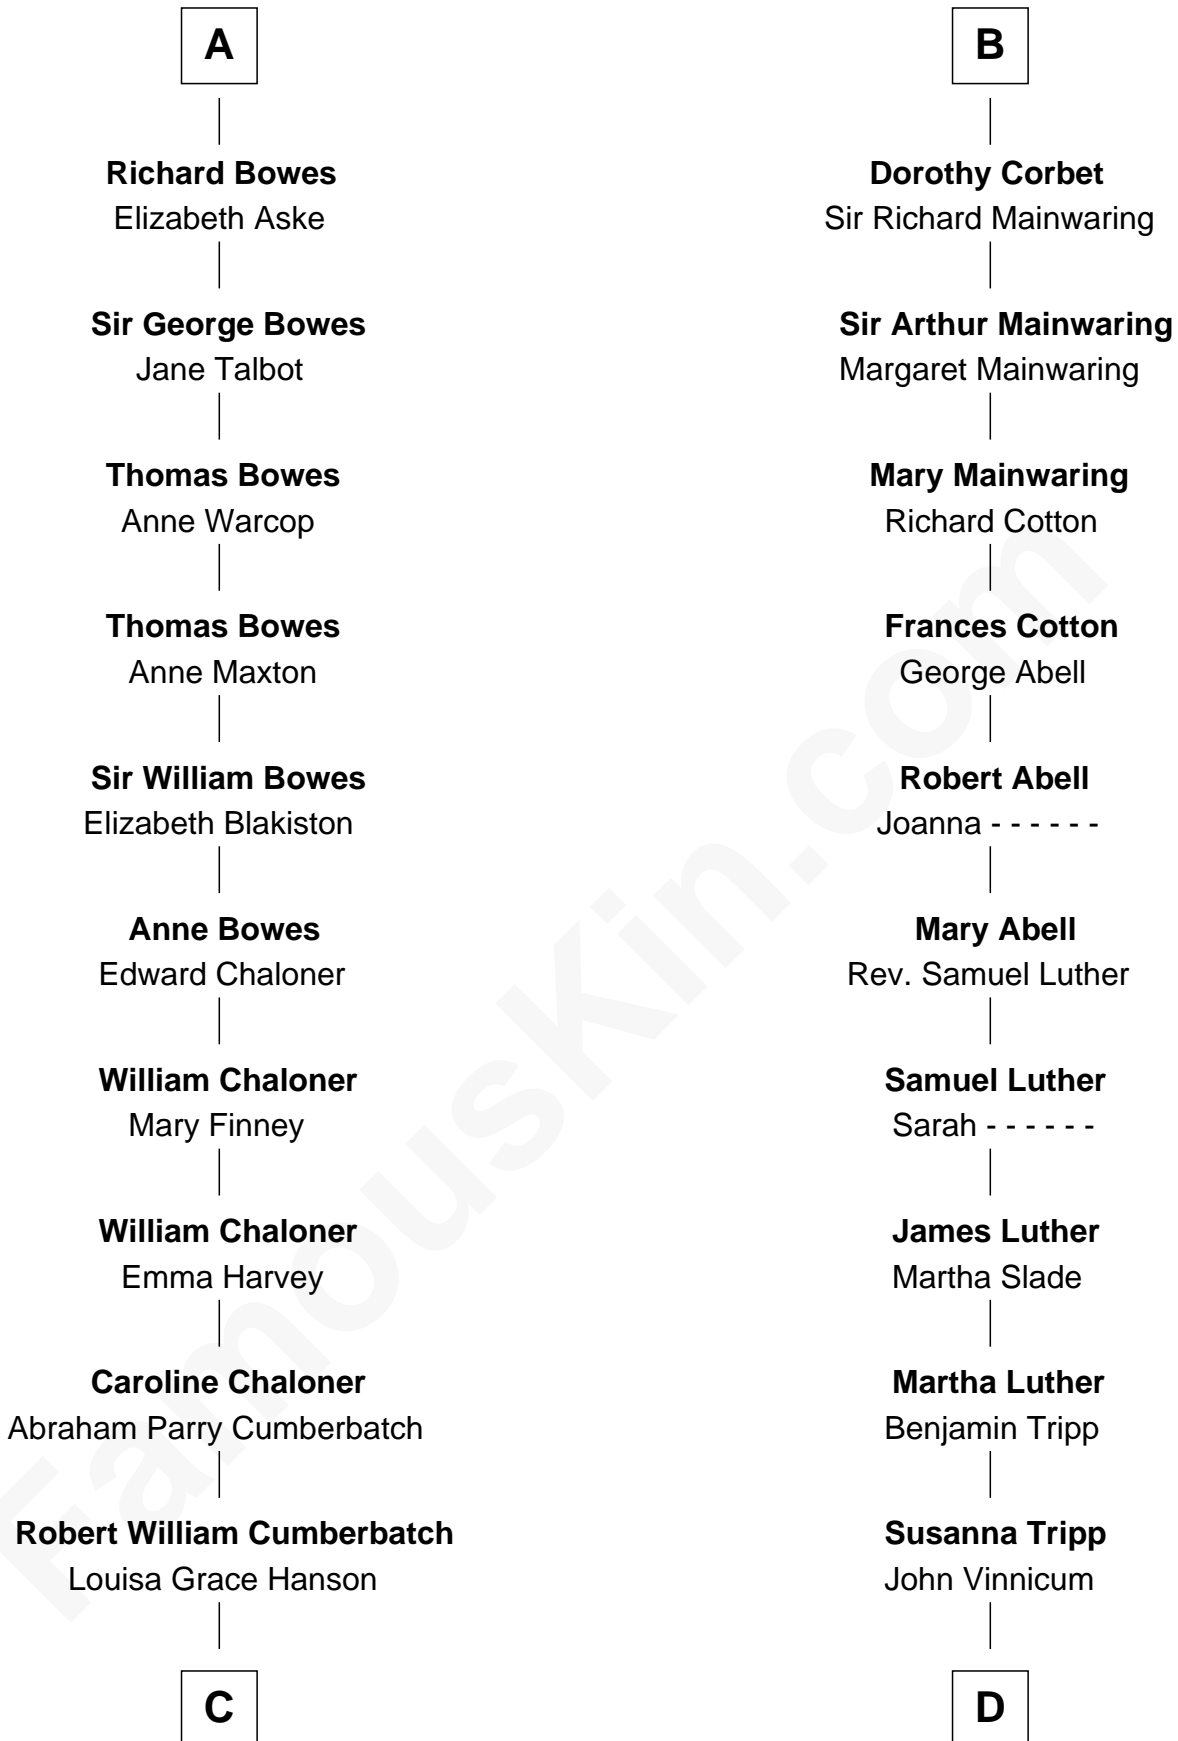 A
Richard Bowes
Elizabeth Aske
Sir George Bowes
Jane Talbot
Thomas Bowes
Anne Warcop
Thomas Bowes
Anne Maxton
Sir William Bowes
Elizabeth Blakiston
Anne Bowes
Edward Chaloner
William Chaloner
Mary Finney
William Chaloner
Emma Harvey
Caroline Chaloner
Abraham Parry Cumberbatch
Robert William Cumberbatch
Louisa Grace Hanson
C
B
Dorothy Corbet
Sir Richard Mainwaring
Sir Arthur Mainwaring
Margaret Mainwaring
Mary Mainwaring
Richard Cotton
Frances Cotton
George Abell
Robert Abell
Joanna - - - - - -
Mary Abell
Rev. Samuel Luther
Samuel Luther
Sarah - - - - - -
James Luther
Martha Slade
Martha Luther
Benjamin Tripp
Susanna Tripp
John Vinnicum
D
FamousKin.com